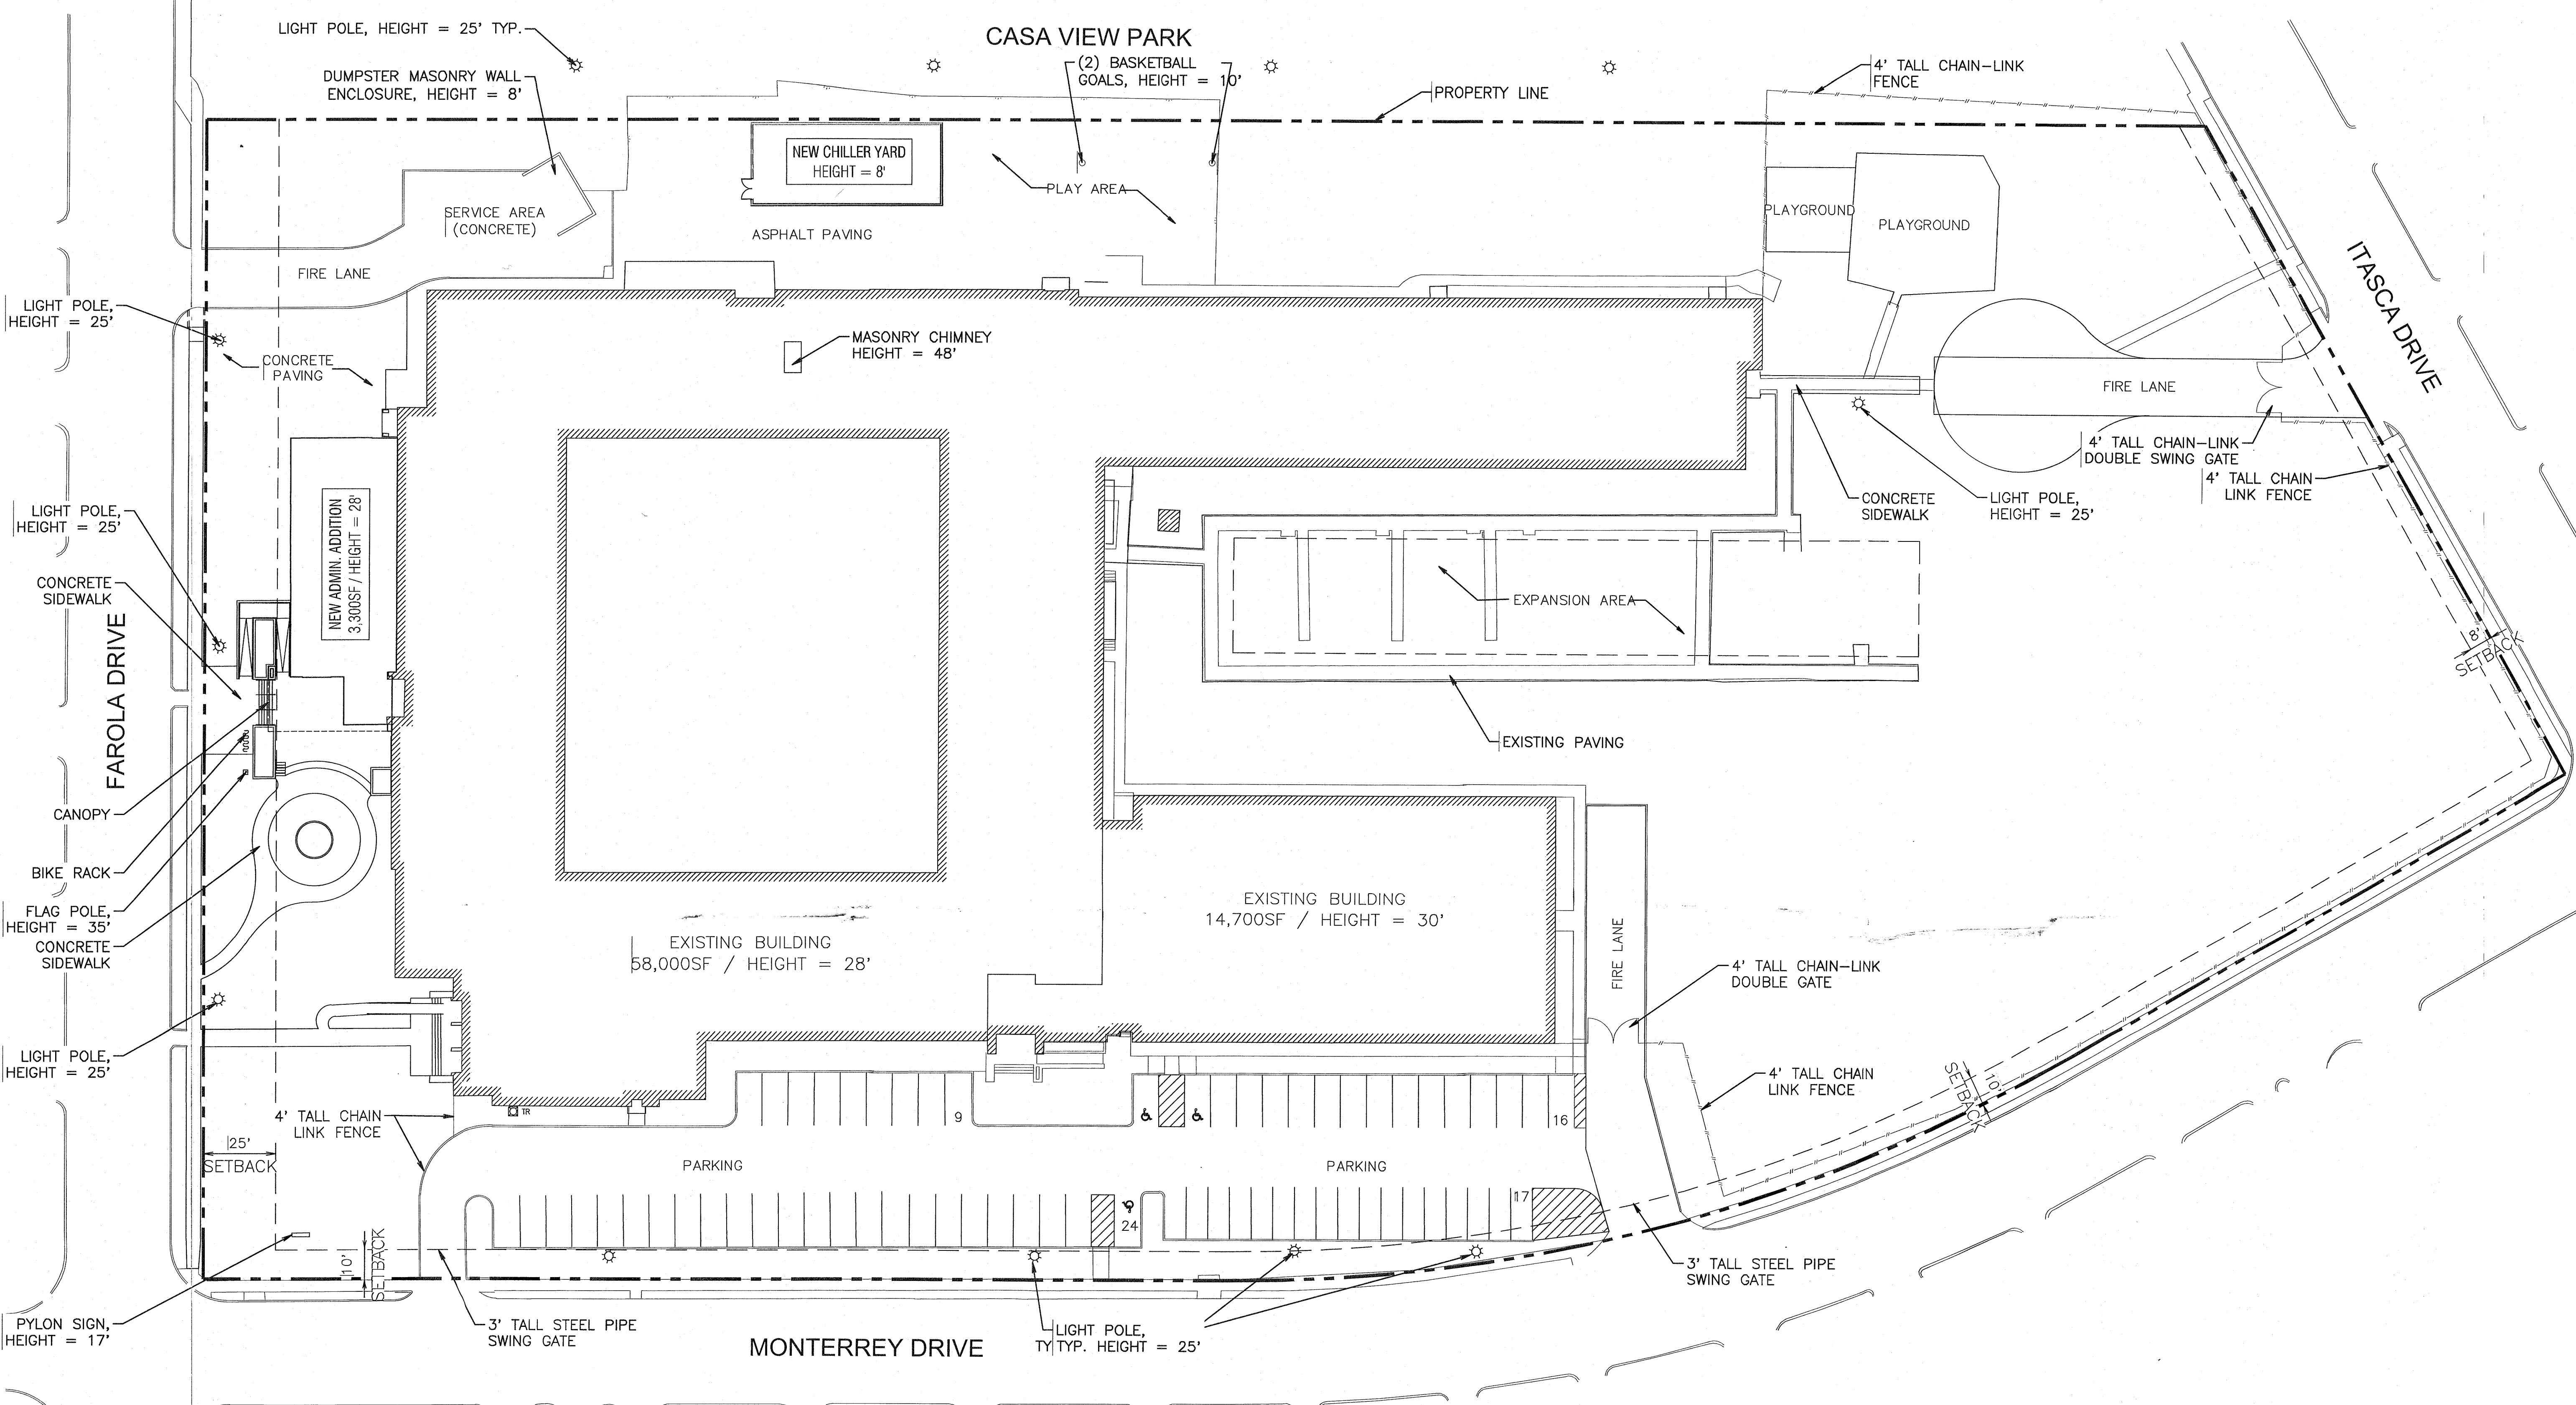 LIGHT POLE, HEIGHT = 25' TYP.
CASA VIEW PARK
DUMPSTER MASONRY WALL
ENCLOSURE, HEIGHT = 8'
(2) BASKETBALL
GOALS, HEIGHT = 10'
PROPERTY LINE
4' TALL CHAIN-LINK
FENCE
NEW CHILLER YARD
HEIGHT = 8'
PLAY AREA
SERVICE AREA
(CONCRETE)
ASPHALT PAVING
PLAYGROUND
PLAYGROUND
FIRE LANE
ITASCA DRIVE
LIGHT POLE,
HEIGHT = 25'
CONCRETE
PAVING
MASONRY CHIMNEY
HEIGHT = 48'
FIRE LANE
4' TALL CHAIN-LINK
DOUBLE SWING GATE
4' TALL CHAIN
LINK FENCE
CONCRETE
SIDEWALK
LIGHT POLE,
HEIGHT = 25'
LIGHT POLE,
HEIGHT = 25'
NEW ADMIN. ADDITION
3,300SF / HEIGHT = 28'
CONCRETE
SIDEWALK
EXPANSION AREA
8'
SETBACK
FAROLA DRIVE
EXISTING PAVING
CANOPY
BIKE RACK
FLAG POLE,
HEIGHT = 35'
CONCRETE
SIDEWALK
EXISTING BUILDING
58,000SF / HEIGHT = 28'
EXISTING BUILDING
14,700SF / HEIGHT = 30'
FIRE LANE
4' TALL CHAIN-LINK
DOUBLE GATE
LIGHT POLE,
HEIGHT = 25'
4' TALL CHAIN
LINK FENCE
10'
SETBACK
4' TALL CHAIN
LINK FENCE
TR
9
16
25'
SETBACK
PARKING
PARKING
24
17
10'
SETBACK
PYLON SIGN,
HEIGHT = 17'
3' TALL STEEL PIPE
SWING GATE
MONTERREY DRIVE
LIGHT POLE,
TY TYP. HEIGHT = 25'
3' TALL STEEL PIPE
SWING GATE